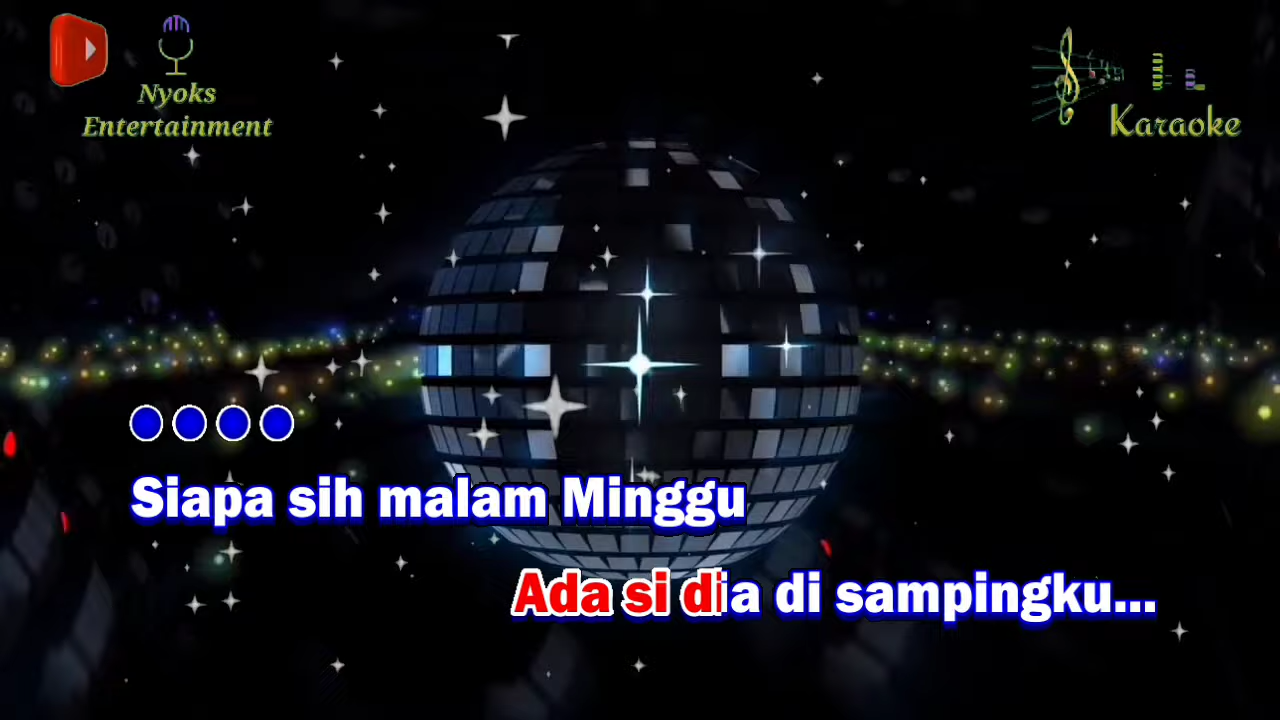 Nyoks
Entertainment
Karaoke
Siapa sih malam Minggu
Ada si dia di sampingku...